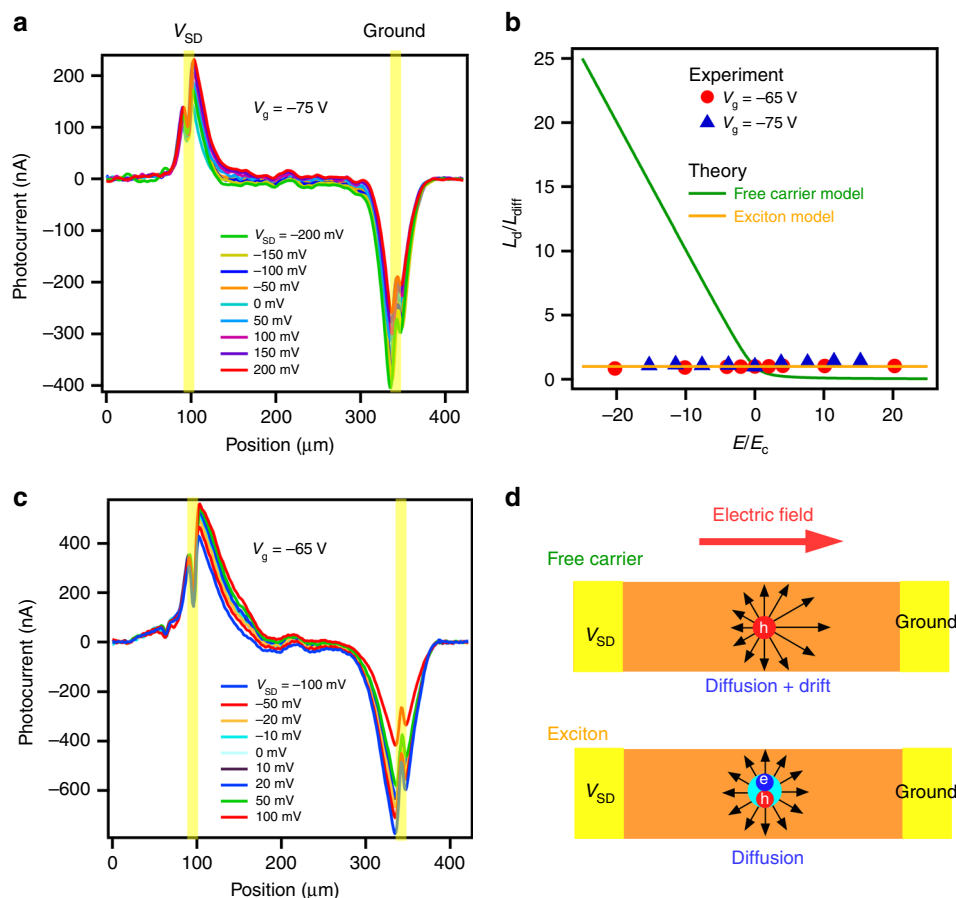 a
V_SD
Ground
V_g = −75 V
Photocurrent (nA)
200
100
0
−100
−200
−300
−400
V_SD = −200 mV
−150 mV
−100 mV
−50 mV
0 mV
50 mV
100 mV
150 mV
200 mV
0
100
200
300
400
Position (μm)
b
L_d/L_diff
25
20
15
10
5
0
Experiment
V_g = −65 V
V_g = −75 V
Theory
Free carrier model
Exciton model
−20
−10
0
10
20
E/E_c
c
V_g = −65 V
Photocurrent (nA)
400
200
0
−200
−400
−600
V_SD = −100 mV
−50 mV
−20 mV
−10 mV
0 mV
10 mV
20 mV
50 mV
100 mV
0
100
200
300
400
Position (μm)
d
Electric field
Free carrier
V_SD
h
Ground
Diffusion + drift
Exciton
V_SD
e
h
Ground
Diffusion